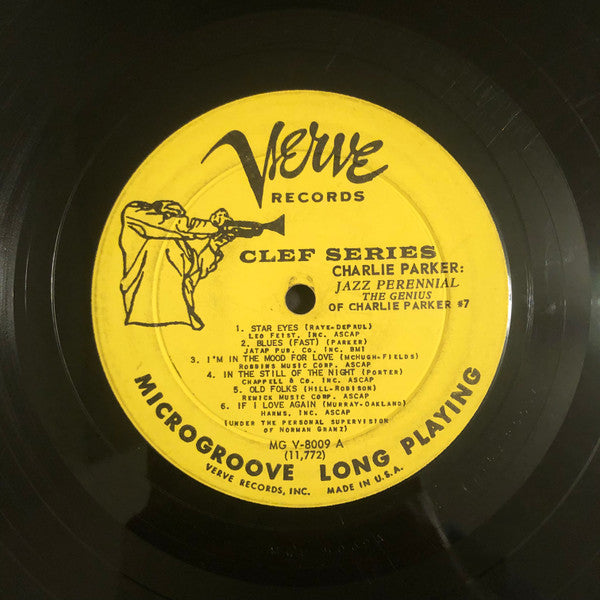 Verve
RECORDS
CLEF SERIES
CHARLIE PARKER:
JAZZ PERENNIAL
THE GENIUS
OF CHARLIE PARKER #7
1. STAR EYES (RAYE-DEPAUL)
LEO FEIST, INC. ASCAP
2. BLUES (FAST) (PARKER)
JATAP PUB. CO. INC. BMI
3. I'M IN THE MOOD FOR LOVE (MCHUGH-FIELDS)
ROBBINS MUSIC CORP. ASCAP
4. IN THE STILL OF THE NIGHT (PORTER)
CHAPPELL & CO. INC. ASCAP
5. OLD FOLKS (HILL-ROBISON)
REMICK MUSIC CORP. ASCAP
6. IF I LOVE AGAIN (MURRAY-OAKLAND)
HARMS, INC. ASCAP
(UNDER THE PERSONAL SUPERVISION
OF NORMAN GRANZ)
MG V-8009 A
(11,772)
MICROGROOVE LONG PLAYING
VERVE RECORDS, INC. MADE IN U.S.A.